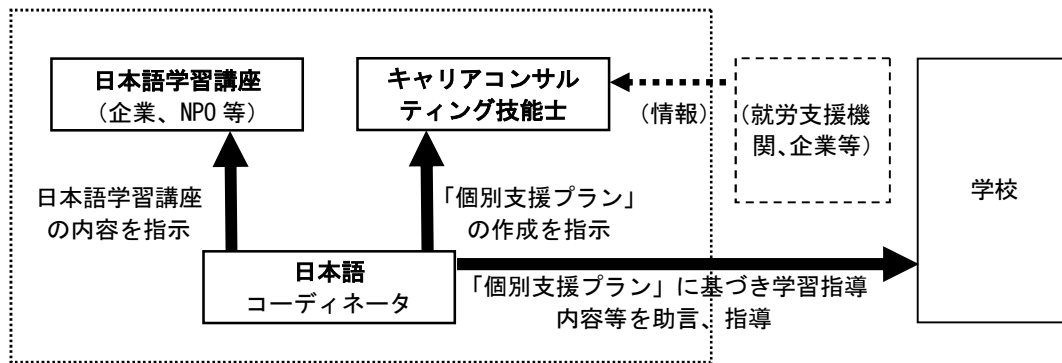 日本語学習講座
（企業、NPO 等）
キャリアコンサル
ティング技能士
（情報）
（就労支援機
関、企業等）
学校
日本語学習講座
の内容を指示
「個別支援プラン」
の作成を指示
日本語
コーディネータ
「個別支援プラン」に基づき学習指導
内容等を助言、指導